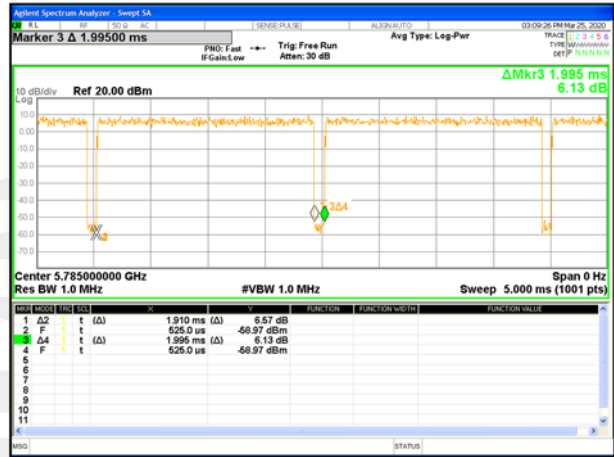 Agilent Spectrum Analyzer - Swept SA
RL RF 50 Ω AC SENSE:PULSE ALIGN AUTO 03:09:26 PM Mar 25, 2020
Marker 3 Δ 1.99500 ms
PNO: Fast
IFGain:Low
Trig: Free Run
Atten: 30 dB
Avg Type: Log-Pwr
TRACE 1 2 3 4 5 6
TYPE
DET P N N N N N
ΔMkr3 1.995 ms
6.13 dB
10 dB/div Ref 20.00 dBm
Log
10.0
0.00
-10.0
-20.0
-30.0
-40.0
-50.0
-60.0
-70.0
3Δ4
Center 5.785000000 GHz Span 0 Hz
Res BW 1.0 MHz #VBW 1.0 MHz Sweep 5.000 ms (1001 pts)
MKR MODE TRC SCL X Y FUNCTION FUNCTION WIDTH FUNCTION VALUE
1 Δ2 1 t (Δ) 1.910 ms (Δ) 6.57 dB
2 F 1 t 525.0 µs -58.97 dBm
3 Δ4 1 t (Δ) 1.995 ms (Δ) 6.13 dB
4 F 1 t 525.0 µs -58.97 dBm
5
6
7
8
9
10
11
MSG STATUS